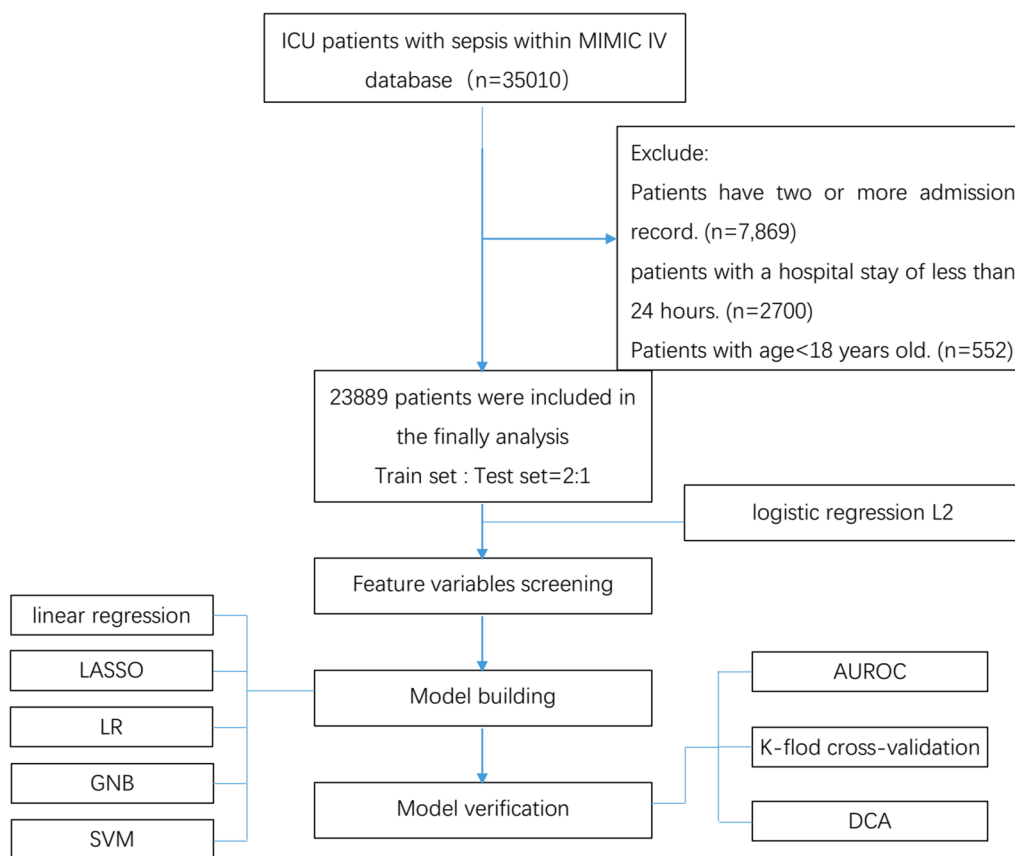 ICU patients with sepsis within MIMIC IV
database（n=35010）
Exclude:
Patients have two or more admission
record. (n=7,869)
patients with a hospital stay of less than
24 hours. (n=2700)
Patients with age<18 years old. (n=552)
23889 patients were included in
the finally analysis
Train set : Test set=2:1
logistic regression L2
Feature variables screening
linear regression
LASSO
LR
GNB
SVM
Model building
Model verification
AUROC
K-flod cross-validation
DCA